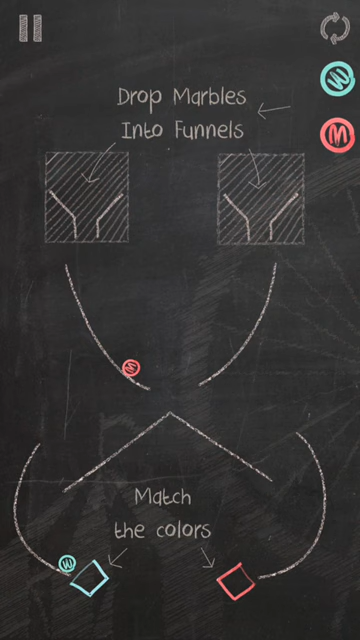 Drop Marbles
Into Funnels
W
M
M
Match
the colors
W